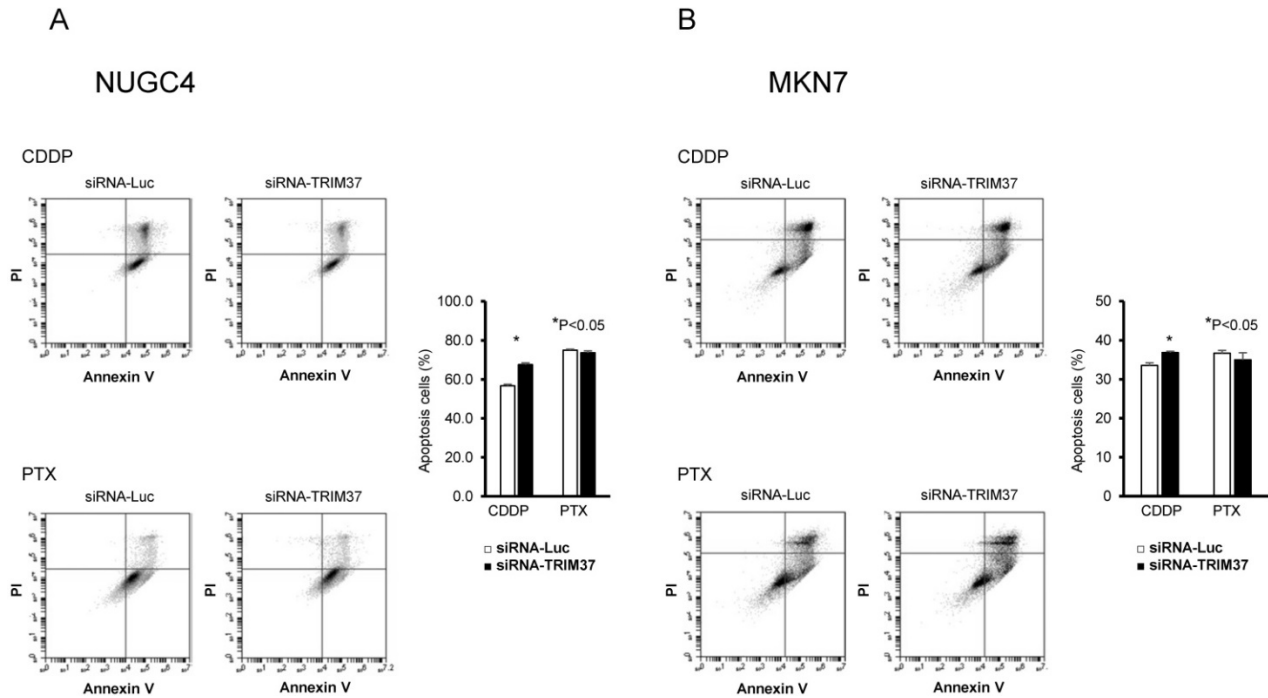 A
NUGC4
CDDP
siRNA-Luc
siRNA-TRIM37
PI
PI
Annexin V
Annexin V
PTX
siRNA-Luc
siRNA-TRIM37
PI
PI
Annexin V
Annexin V
Apoptosis cells (%)
100.0
80.0
60.0
40.0
20.0
0.0
*
*P<0.05
CDDP PTX
siRNA-Luc
siRNA-TRIM37
B
MKN7
CDDP
siRNA-Luc
siRNA-TRIM37
PI
PI
Annexin V
Annexin V
PTX
siRNA-Luc
siRNA-TRIM37
PI
PI
Annexin V
Annexin V
Apoptosis cells (%)
50
40
30
20
10
0
*
*P<0.05
CDDP PTX
siRNA-Luc
siRNA-TRIM37